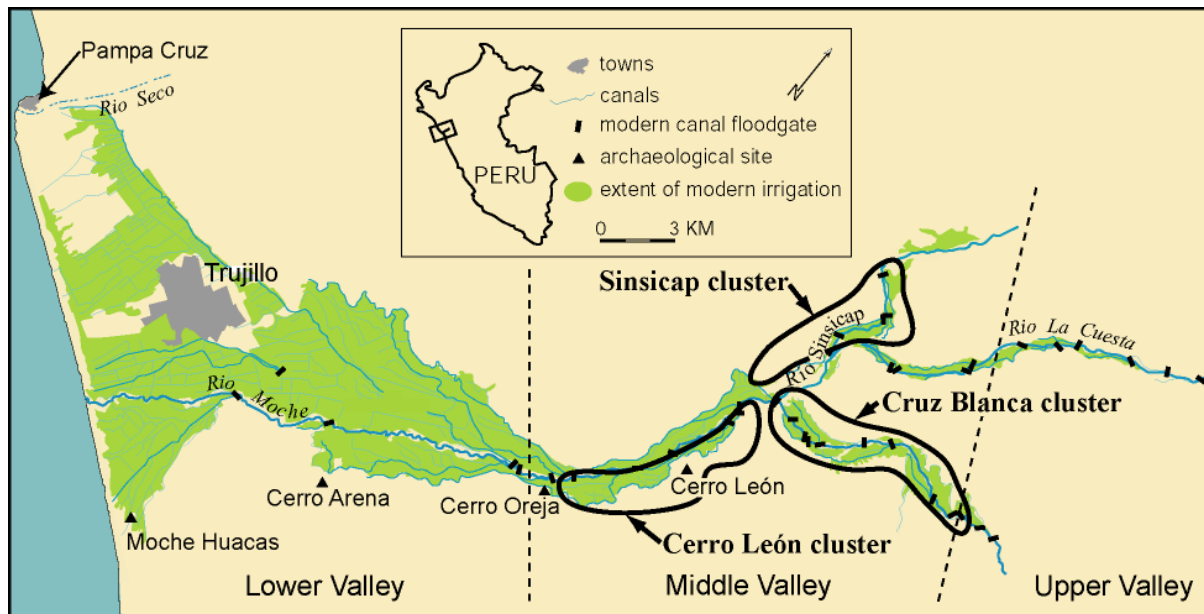 Pampa Cruz
Rio Seco
towns
canals
modern canal floodgate
archaeological site
extent of modern irrigation
0 3 KM
N
PERU
Trujillo
Sinsicap cluster
Rio Sinsicap
Rio La Cuesta
Rio Moche
Cruz Blanca cluster
Cerro Arena
Cerro Oreja
Cerro León
Moche Huacas
Cerro León cluster
Lower Valley
Middle Valley
Upper Valley